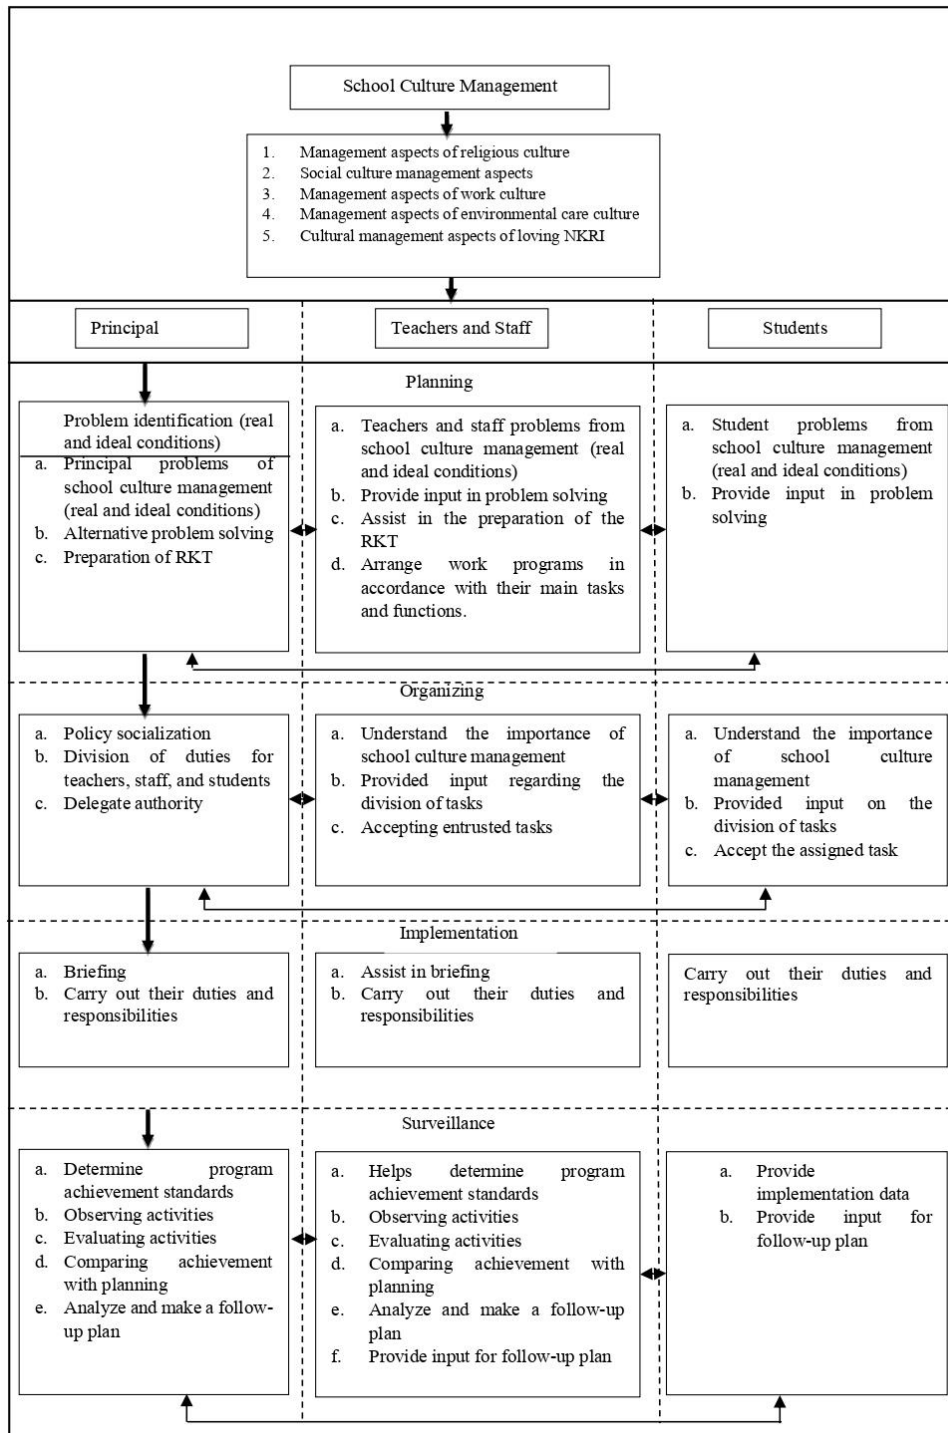 School Culture Management
1. Management aspects of religious culture
2. Social culture management aspects
3. Management aspects of work culture
4. Management aspects of environmental care culture
5. Cultural management aspects of loving NKRI
Principal
Teachers and Staff
Students
Planning
Problem identification (real
and ideal conditions)
a. Principal problems of
school culture management
(real and ideal conditions)
b. Alternative problem solving
c. Preparation of RKT
a. Teachers and staff problems from
school culture management (real
and ideal conditions)
b. Provide input in problem solving
c. Assist in the preparation of the
RKT
d. Arrange work programs in
accordance with their main tasks
and functions.
a. Student problems from
school culture management
(real and ideal conditions)
b. Provide input in problem
solving
Organizing
a. Policy socialization
b. Division of duties for
teachers, staff, and students
c. Delegate authority
a. Understand the importance of
school culture management
b. Provided input regarding the
division of tasks
c. Accepting entrusted tasks
a. Understand the importance
of school culture
management
b. Provided input on the
division of tasks
c. Accept the assigned task
Implementation
a. Briefing
b. Carry out their duties and
responsibilities
a. Assist in briefing
b. Carry out their duties and
responsibilities
Carry out their duties and
responsibilities
Surveillance
a. Determine program
achievement standards
b. Observing activities
c. Evaluating activities
d. Comparing achievement
with planning
e. Analyze and make a follow-
up plan
a. Helps determine program
achievement standards
b. Observing activities
c. Evaluating activities
d. Comparing achievement with
planning
e. Analyze and make a follow-up
plan
f. Provide input for follow-up plan
a. Provide
implementation data
b. Provide input for
follow-up plan